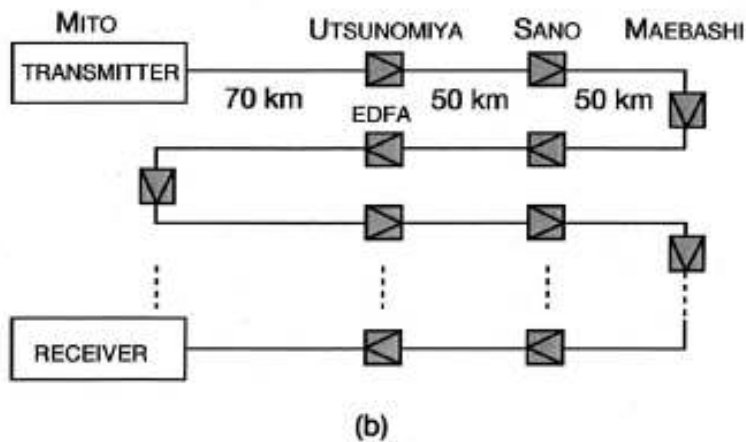 MITO
UTSUNOMIYA SANO MAEBASHI
TRANSMITTER
70 km 50 km 50 km
EDFA
RECEIVER
(b)